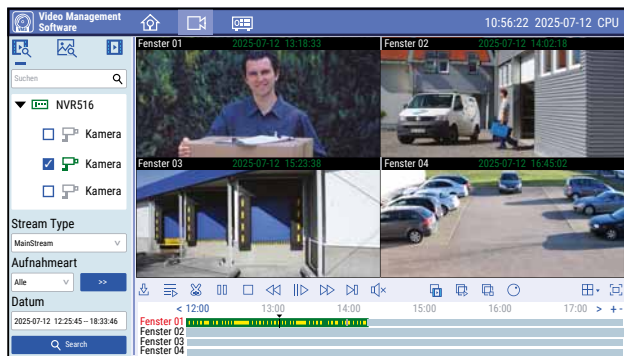 Video Management
Software
VMS
10:56:22 2025-07-12 CPU
Suchen
NVR516
Kamera
Kamera
Kamera
Stream Type
MainStream
Aufnahmeart
Alle
>>
Datum
2025-07-12 12:25:45 -- 18:33:46
Search
Fenster 01 2025-07-12 13:18:33
Fenster 02 2025-07-12 14:02:18
Fenster 03 2025-07-12 15:23:38
Fenster 04 2025-07-12 16:45:02
< 12:00 13:00 14:00 15:00 16:00 17:00 > + -
Fenster 01
Fenster 02
Fenster 03
Fenster 04